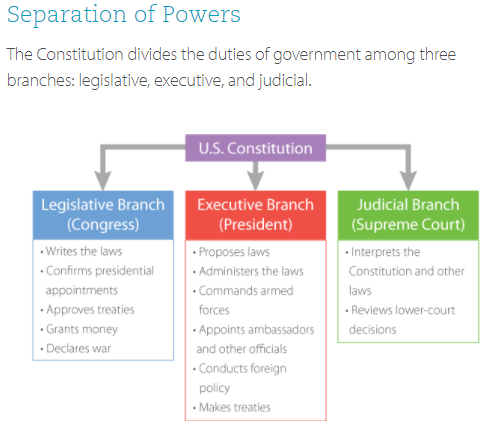 Separation of Powers
The Constitution divides the duties of government among three
branches: legislative, executive, and judicial.
U.S. Constitution
Legislative Branch
(Congress)
• Writes the laws
• Confirms presidential
appointments
• Approves treaties
• Grants money
• Declares war
Executive Branch
(President)
• Proposes laws
• Administers the laws
• Commands armed
forces
• Appoints ambassadors
and other officials
• Conducts foreign
policy
• Makes treaties
Judicial Branch
(Supreme Court)
• Interprets the
Constitution and other
laws
• Reviews lower-court
decisions